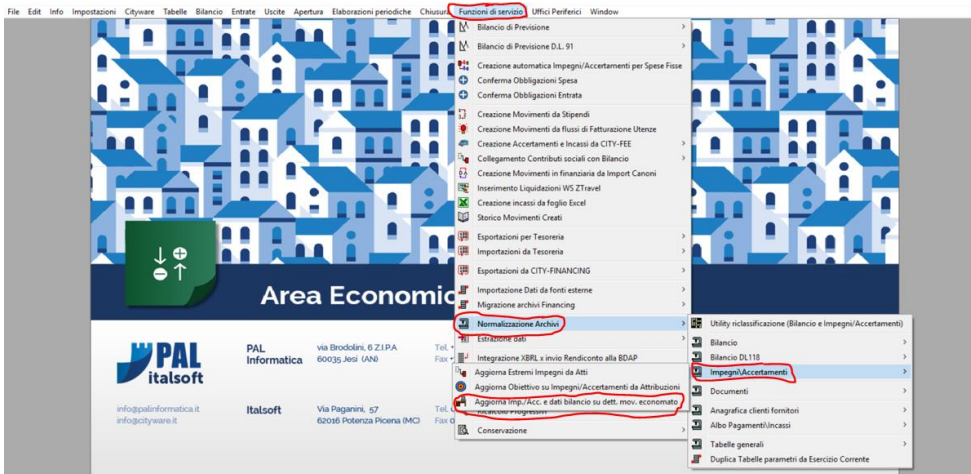 File Edit Info Impostazioni Cityware Tabelle Bilancio Entrate Uscite Apertura Elaborazioni periodiche Chiusur. Funzioni di servizio Uffici Periferici Window
Bilancio di Previsione
Bilancio di Previsione D.L. 91
Creazione automatica Impegni/Accertamenti per Spese Fisse
Conferma Obbligazioni Spesa
Conferma Obbligazioni Entrata
Creazione Movimenti da Stipendi
Creazione Movimenti da flussi di Fatturazione Utenze
Creazione Accertamenti e Incassi da CITY-FEE
Collegamento Contributi sociali con Bilancio
Creazione Movimenti in finanziaria da Import Canoni
Inserimento Liquidazioni WS ZTravel
Creazione incassi da foglio Excel
Storico Movimenti Creati
Esportazioni per Tesoreria
Importazioni da Tesoreria
Esportazioni da CITY-FINANCING
Importazione Dati da fonti esterne
Migrazione archivi Financing
Normalizzazione Archivi
Estrazione dati
Integrazione XBRL x invio Rendiconto alla BDAP
Aggiorna Estremi Impegni da Atti
Aggiorna Obiettivo su Impegni/Accertamenti da Attribuzioni
Aggiorna Imp./Acc. e dati bilancio su dett. mov. economato
Ricalcolo Progressivi
Conservazione
Utility riclassificazione (Bilancio e Impegni/Accertamenti)
Bilancio
Bilancio DL118
Impegni\Accertamenti
Documenti
Anagrafica clienti fornitori
Albo Pagamenti\Incassi
Tabelle generali
Duplica Tabelle parametri da Esercizio Corrente
Area Economic
PAL
italsoft
PAL
Informatica
via Brodolini, 6 Z.I.P.A
60035 Jesi (AN)
Tel.
Fax
info@palinformatica.it
info@cityware.it
Italsoft
Via Paganini, 57
62016 Potenza Picena (MC)
Tel.
Fax 0